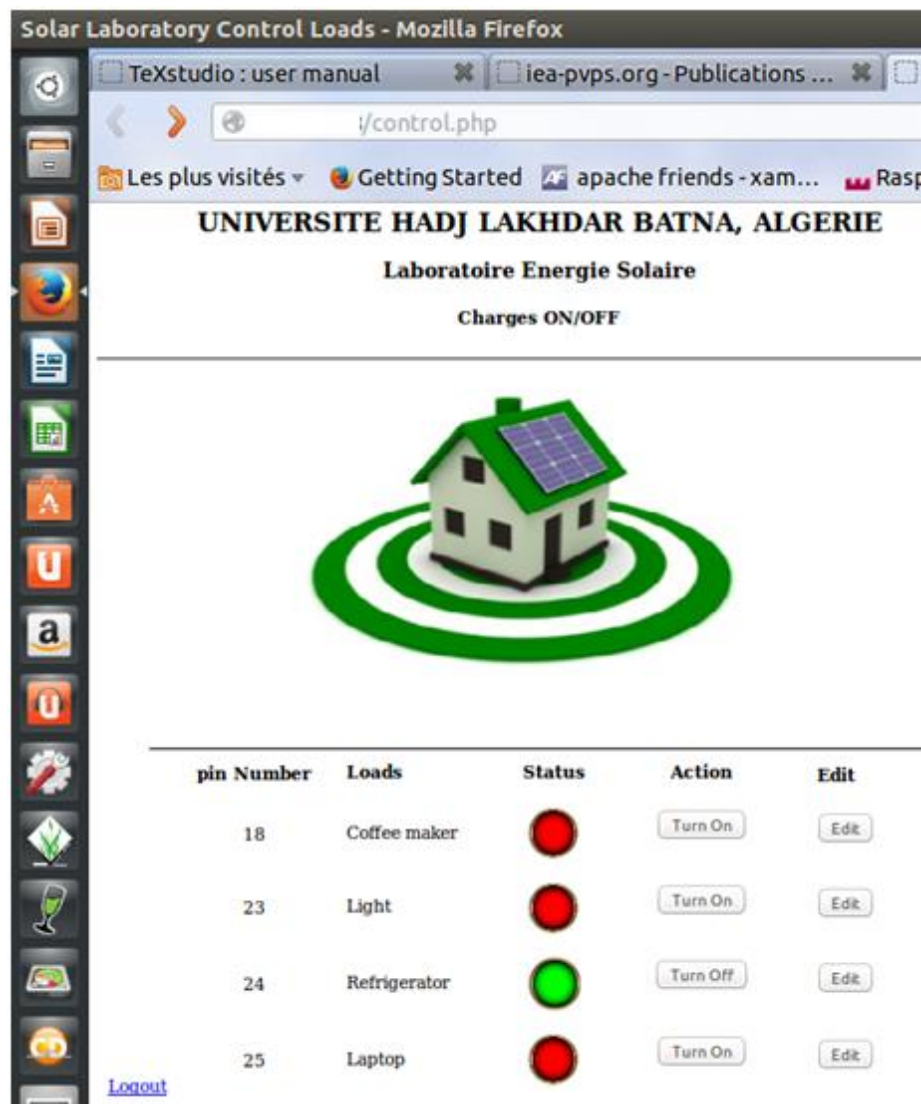 Solar Laboratory Control Loads - Mozilla Firefox
TeXstudio : user manual iea-pvps.org - Publications ...
/control.php
Les plus visités Getting Started apache friends - xam... Rasp
UNIVERSITE HADJ LAKHDAR BATNA, ALGERIE
Laboratoire Energie Solaire
Charges ON/OFF
pin Number Loads Status Action Edit
18 Coffee maker Turn On Edit
23 Light Turn On Edit
24 Refrigerator Turn Off Edit
25 Laptop Turn On Edit
Logout